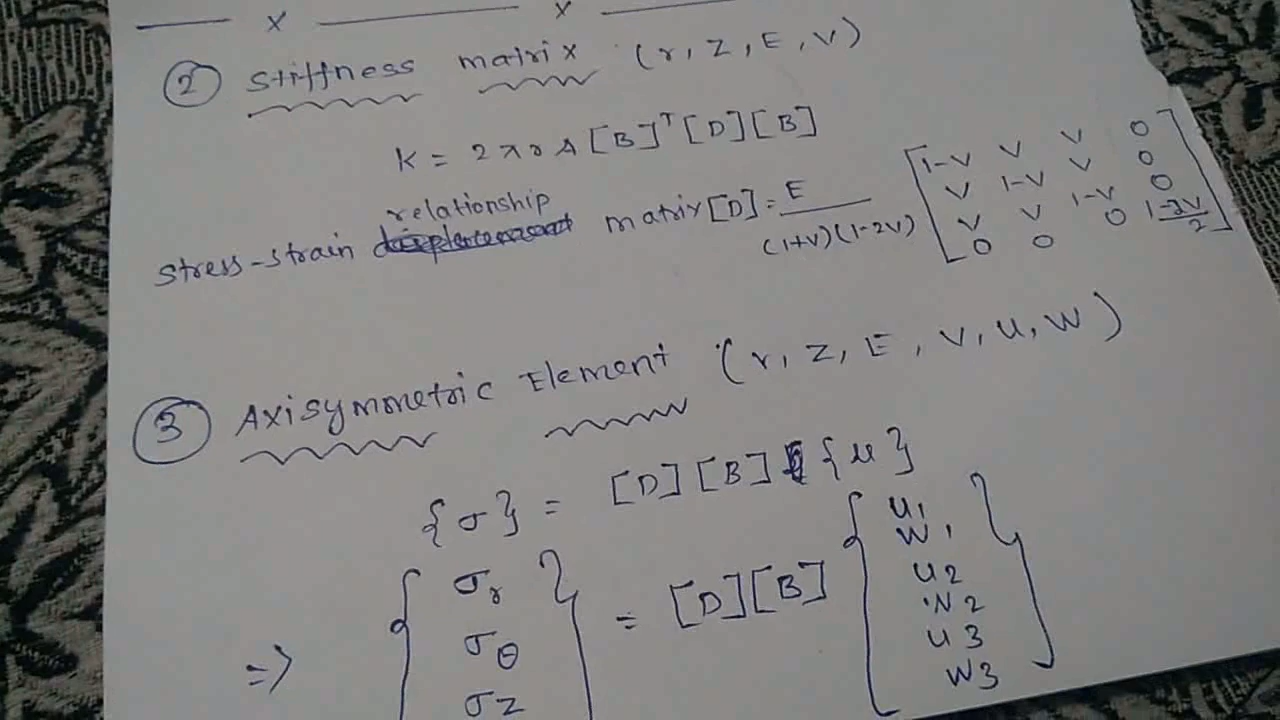 x x
② Stiffness matrix (r, z, E, v)
K = 2πrA [B]ᵀ [D] [B]
relationship
stress-strain matrix [D] = E / (1+v)(1-2v) [
1-v v v 0
v 1-v v 0
v v 1-v 0
0 0 0 1-2v/2 ]
③ Axisymmetric Element (r, z, E, v, u, w)
{σ} = [D] [B] {u}
=> { σr σθ σz } = [D] [B] {
u1
w1
u2
w2
u3
w3 }